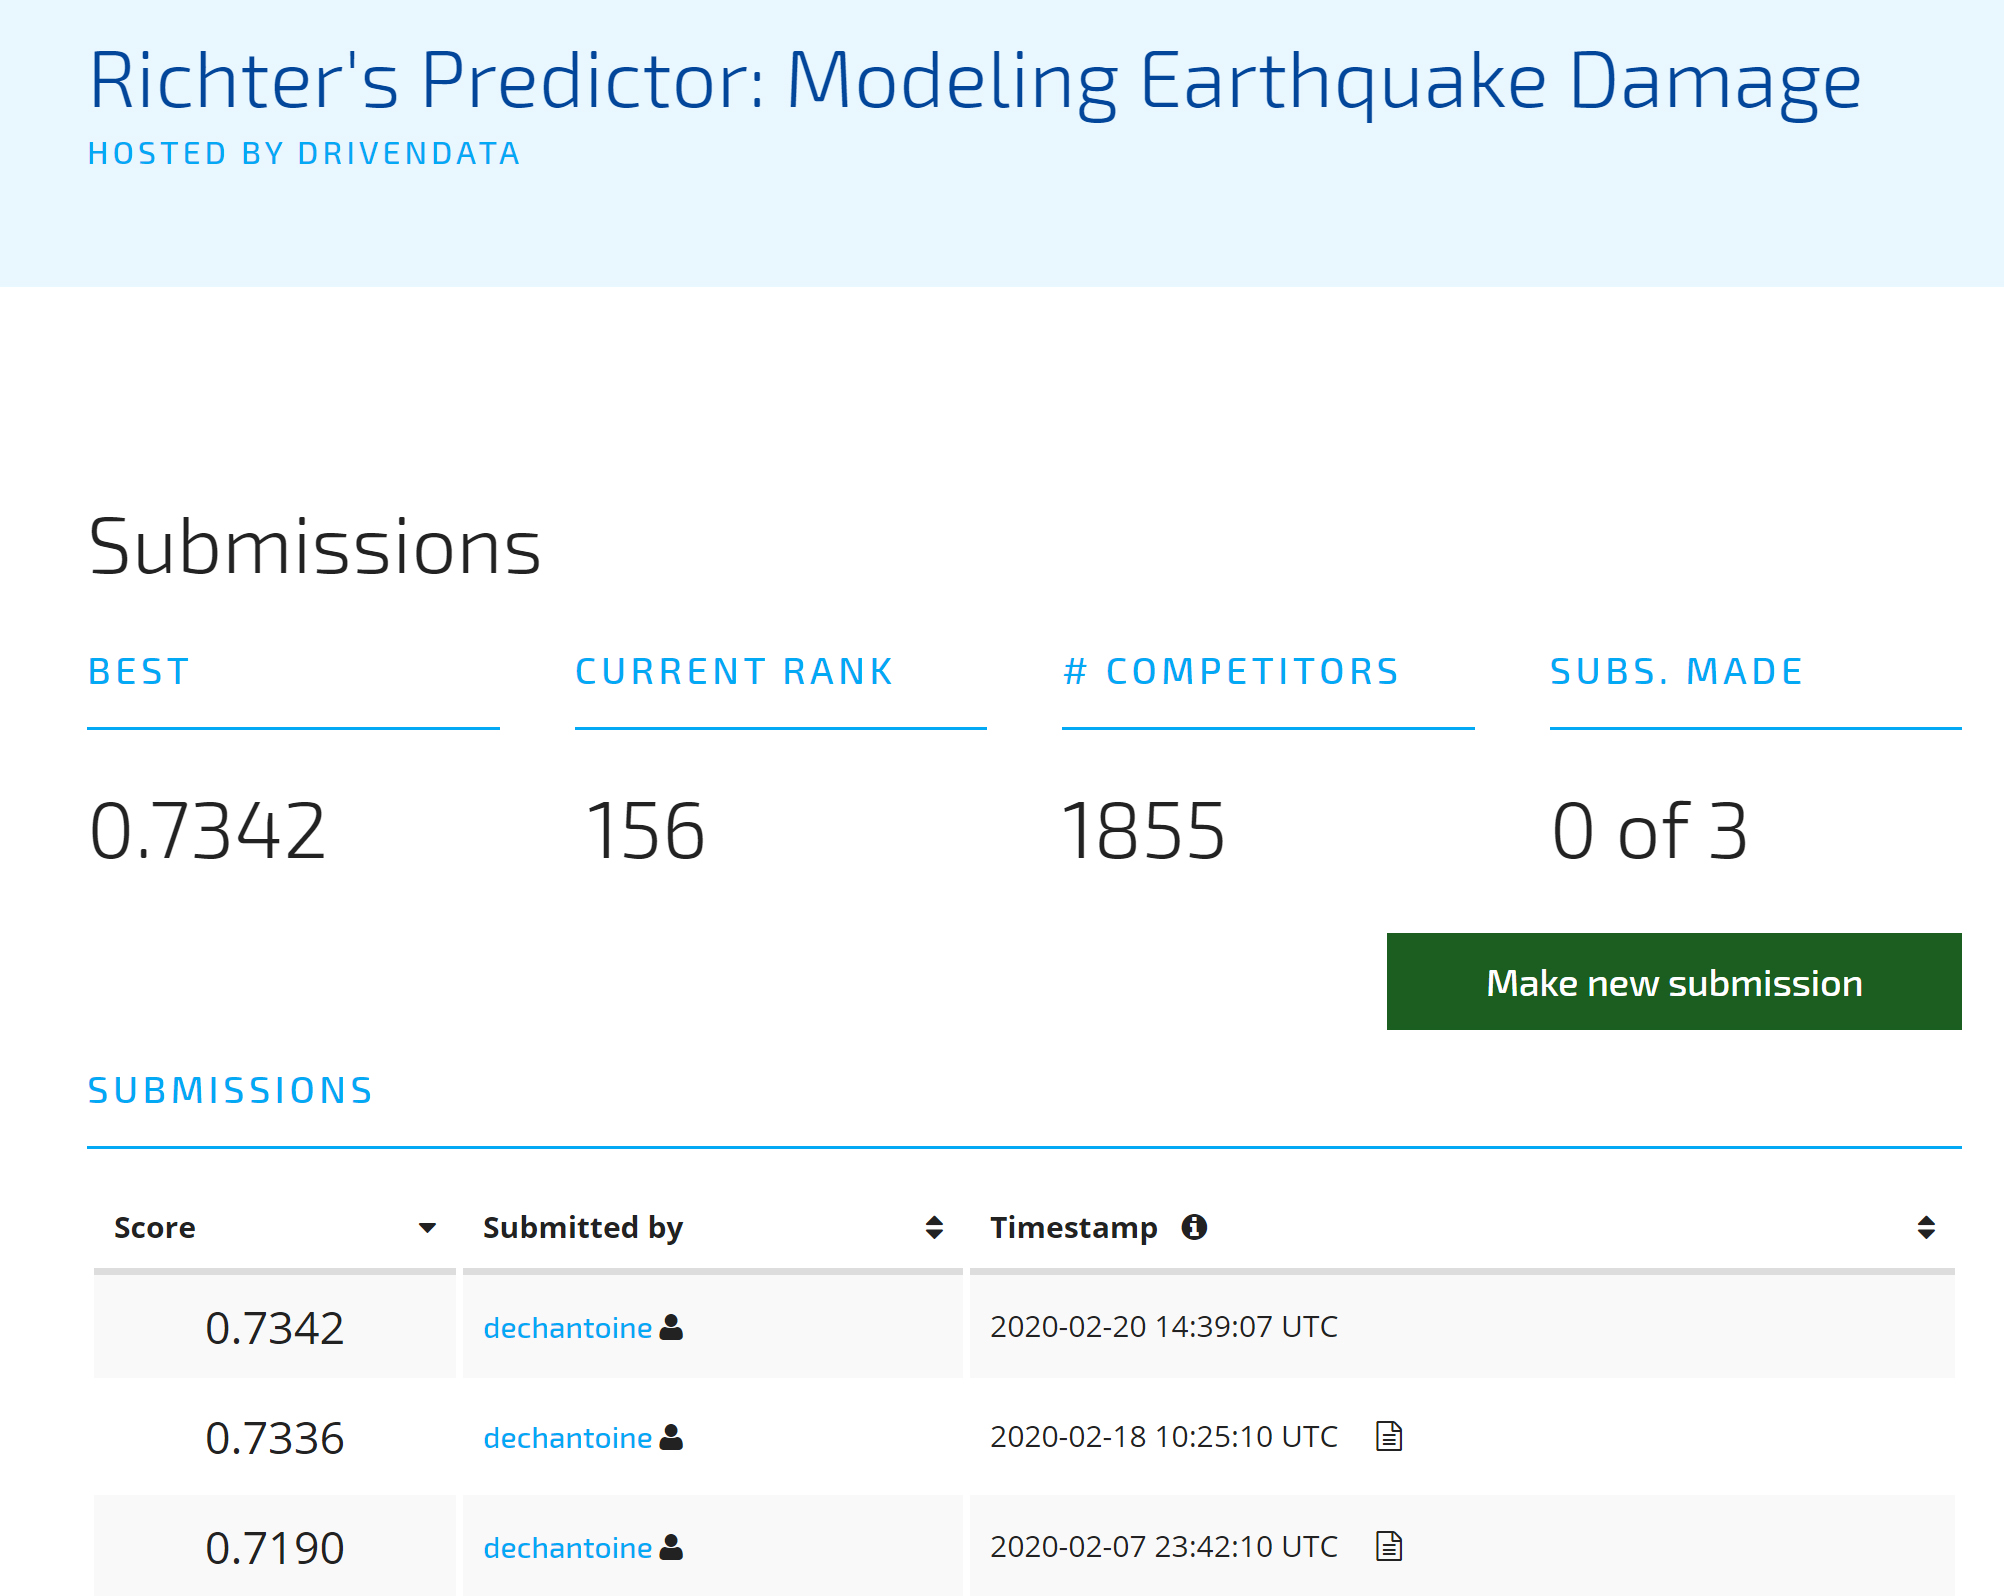 Richter's Predictor: Modeling Earthquake Damage
HOSTED BY DRIVENDATA
Submissions
BEST CURRENT RANK # COMPETITORS SUBS. MADE
0.7342 156 1855 0 of 3
Make new submission
SUBMISSIONS
Score Submitted by Timestamp
0.7342 dechantoine 2020-02-20 14:39:07 UTC
0.7336 dechantoine 2020-02-18 10:25:10 UTC
0.7190 dechantoine 2020-02-07 23:42:10 UTC